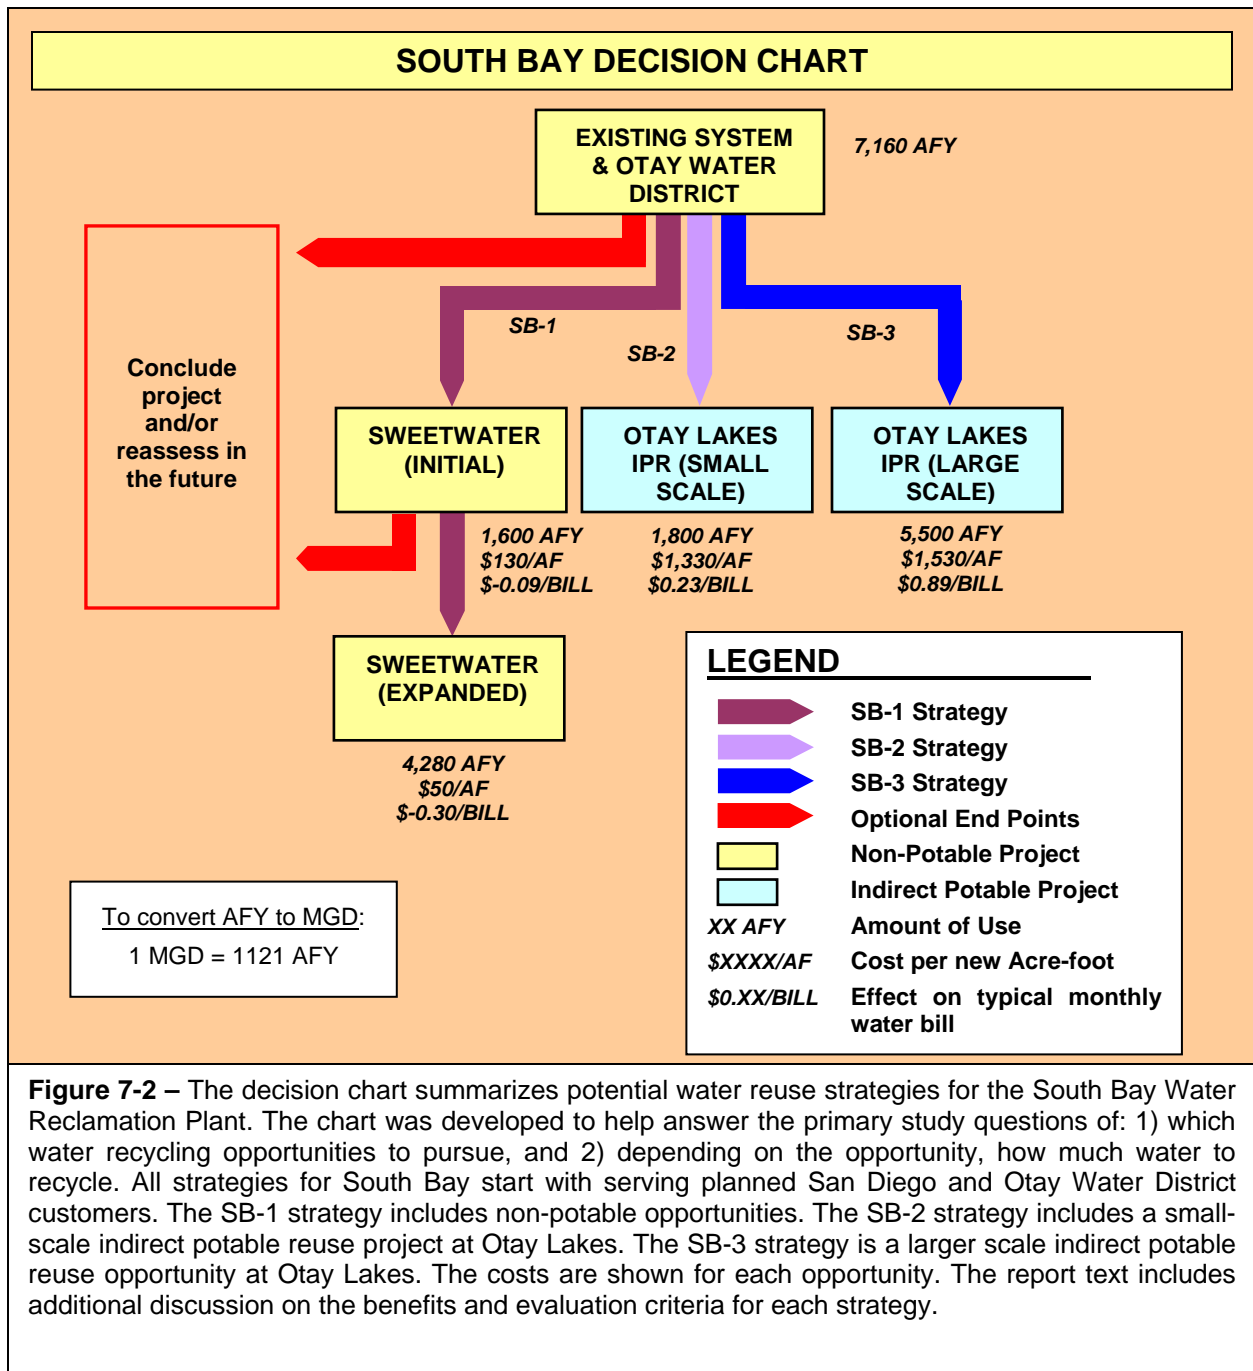 SOUTH BAY DECISION CHART
EXISTING SYSTEM
& OTAY WATER
DISTRICT
7,160 AFY
Conclude
project
and/or
reassess in
the future
SB-1
SB-2
SB-3
SWEETWATER
(INITIAL)
1,600 AFY
$130/AF
$-0.09/BILL
OTAY LAKES
IPR (SMALL
SCALE)
1,800 AFY
$1,330/AF
$0.23/BILL
OTAY LAKES
IPR (LARGE
SCALE)
5,500 AFY
$1,530/AF
$0.89/BILL
SWEETWATER
(EXPANDED)
4,280 AFY
$50/AF
$-0.30/BILL
To convert AFY to MGD:
1 MGD = 1121 AFY
LEGEND
SB-1 Strategy
SB-2 Strategy
SB-3 Strategy
Optional End Points
Non-Potable Project
Indirect Potable Project
XX AFY Amount of Use
$XXXX/AF Cost per new Acre-foot
$0.XX/BILL Effect on typical monthly
water bill
Figure 7-2 – The decision chart summarizes potential water reuse strategies for the South Bay Water
Reclamation Plant. The chart was developed to help answer the primary study questions of: 1) which
water recycling opportunities to pursue, and 2) depending on the opportunity, how much water to
recycle. All strategies for South Bay start with serving planned San Diego and Otay Water District
customers. The SB-1 strategy includes non-potable opportunities. The SB-2 strategy includes a small-
scale indirect potable reuse project at Otay Lakes. The SB-3 strategy is a larger scale indirect potable
reuse opportunity at Otay Lakes. The costs are shown for each opportunity. The report text includes
additional discussion on the benefits and evaluation criteria for each strategy.